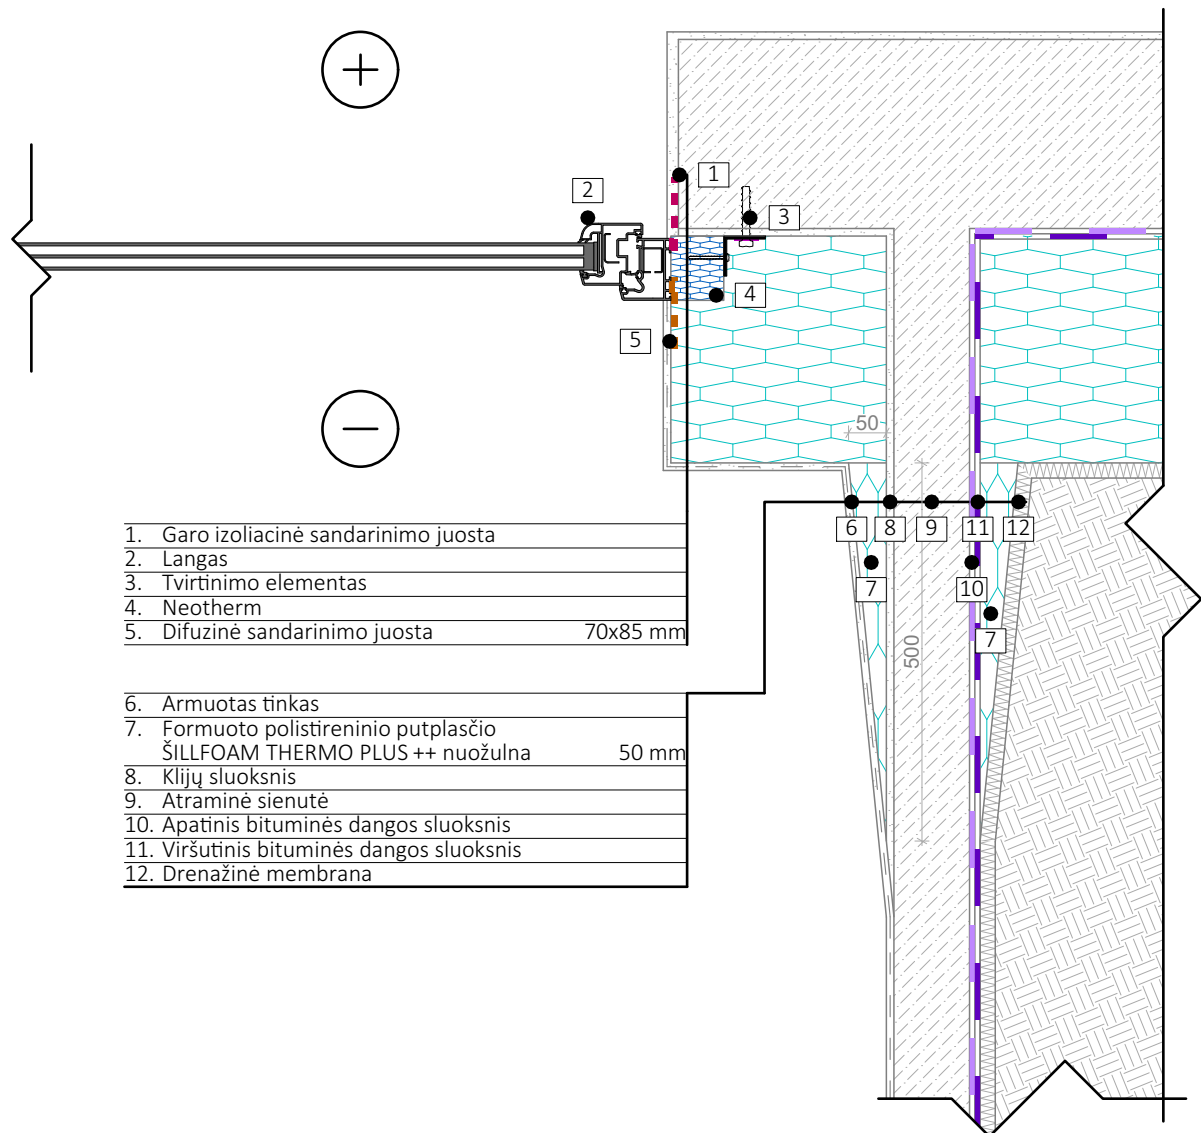 +
1
2
3
4
5
−
50
6
8
9
11
12
7
10
7
500
1. Garo izoliacinė sandarinimo juosta
2. Langas
3. Tvirtinimo elementas
4. Neotherm
5. Difuzinė sandarinimo juosta 70x85 mm
6. Armuotas tinkas
7. Formuoto polistireninio putplasčio
ŠILLFOAM THERMO PLUS ++ nuožulna 50 mm
8. Klijų sluoksnis
9. Atraminė sienutė
10. Apatinis bituminės dangos sluoksnis
11. Viršutinis bituminės dangos sluoksnis
12. Drenažinė membrana